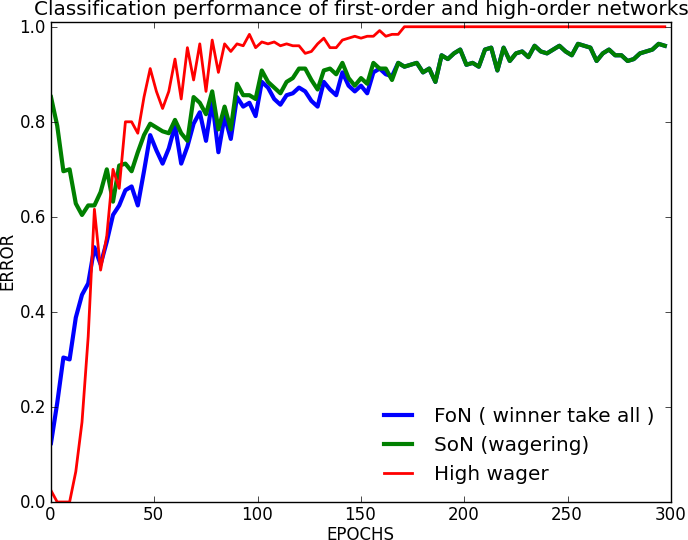 Classification performance of first-order and high-order networks
1.0
0.8
0.6
0.4
0.2
0.0
ERROR
0 50 100 150 200 250 300
EPOCHS
FoN ( winner take all )
SoN (wagering)
High wager